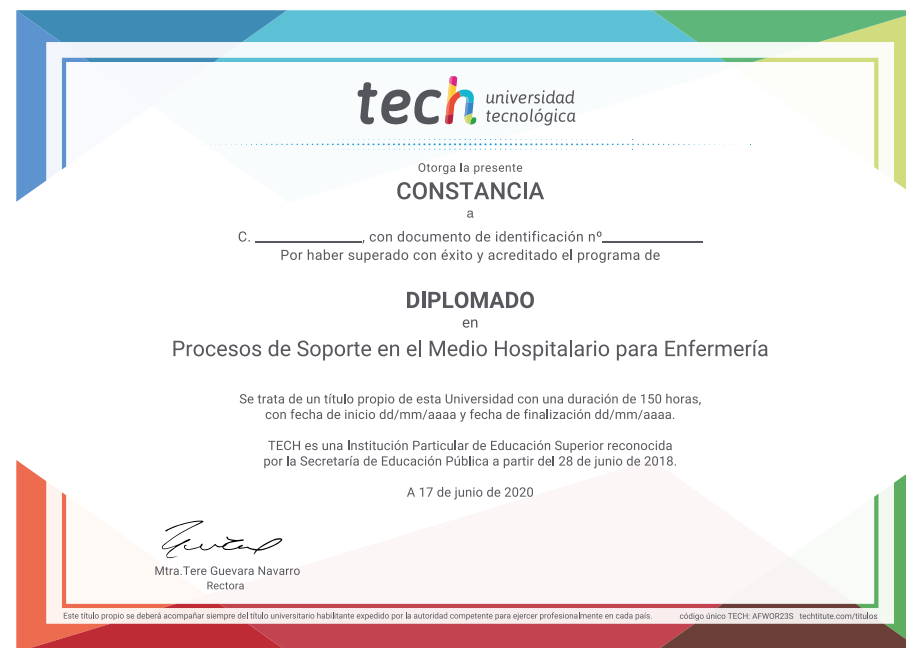 tech universidad
tecnológica
Otorga la presente
CONSTANCIA
a
C. ____________, con documento de identificación nº____________
Por haber superado con éxito y acreditado el programa de
DIPLOMADO
en
Procesos de Soporte en el Medio Hospitalario para Enfermería
Se trata de un título propio de esta Universidad con una duración de 150 horas,
con fecha de inicio dd/mm/aaaa y fecha de finalización dd/mm/aaaa.
TECH es una Institución Particular de Educación Superior reconocida
por la Secretaría de Educación Pública a partir del 28 de junio de 2018.
A 17 de junio de 2020
Mtra.Tere Guevara Navarro
Rectora
Este título propio se deberá acompañar siempre del título universitario habilitante expedido por la autoridad competente para ejercer profesionalmente en cada país. código único TECH: AFWOR23S techtitute.com/titulos